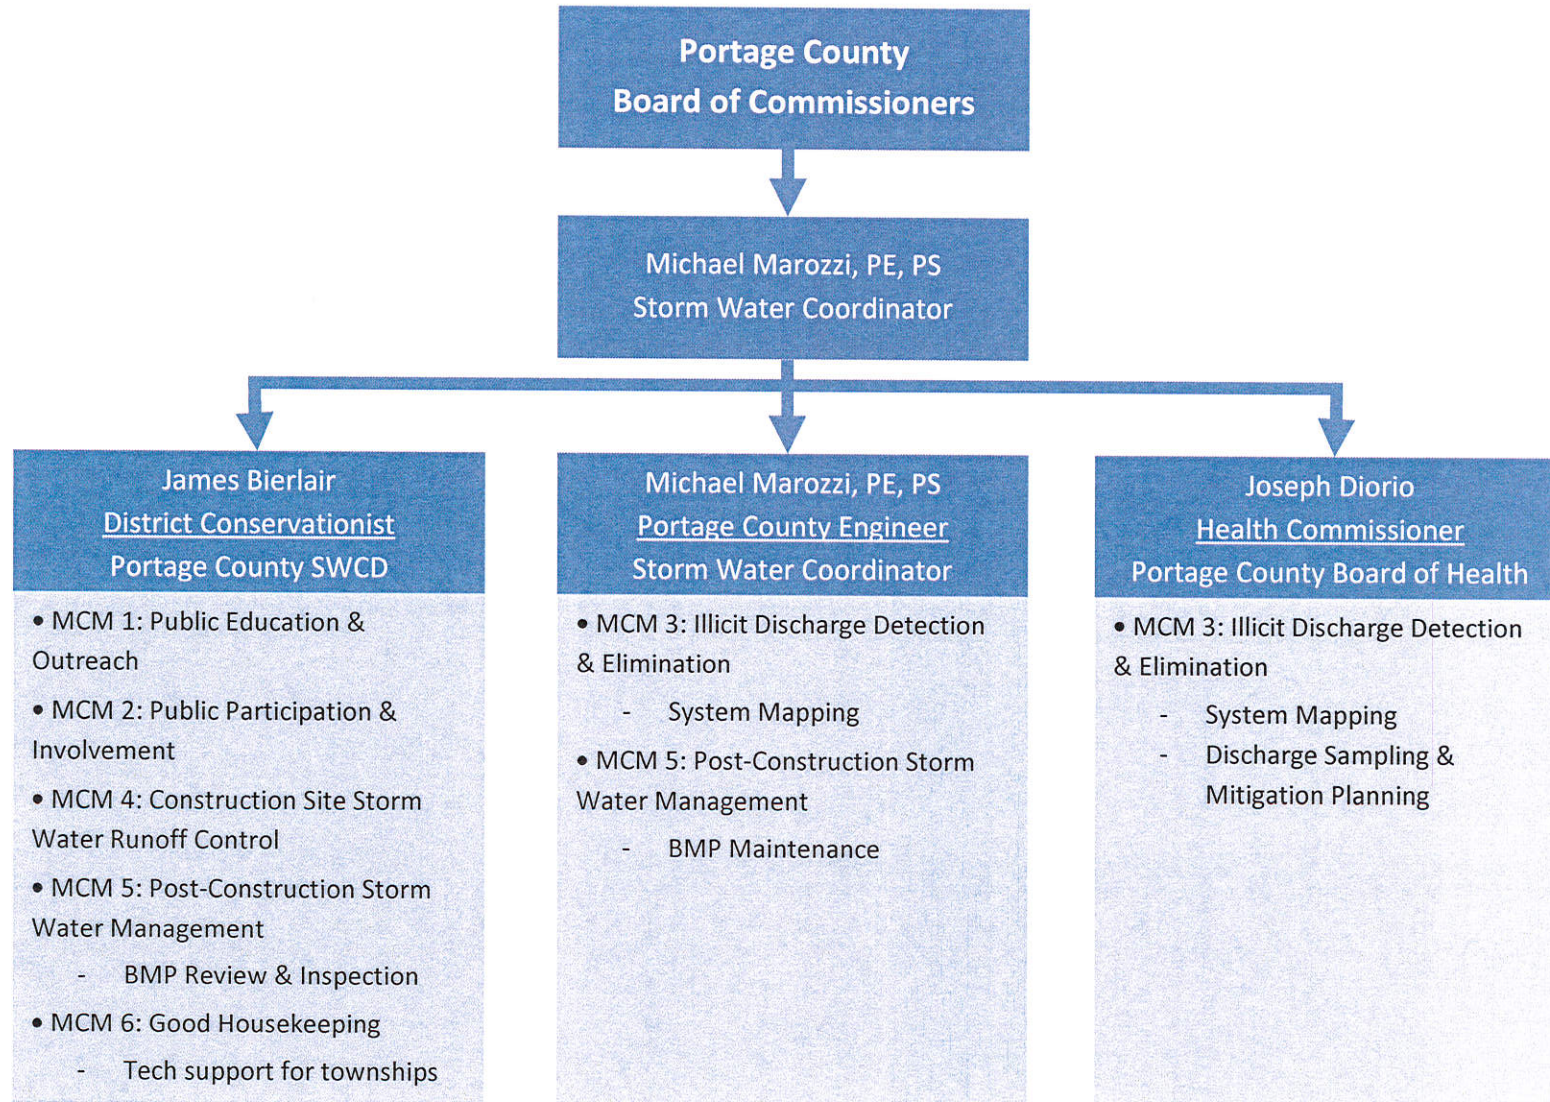 Portage County
Board of Commissioners
Michael Marozzi, PE, PS
Storm Water Coordinator
James Bierlair
District Conservationist
Portage County SWCD
• MCM 1: Public Education &
Outreach
• MCM 2: Public Participation &
Involvement
• MCM 4: Construction Site Storm
Water Runoff Control
• MCM 5: Post-Construction Storm
Water Management
- BMP Review & Inspection
• MCM 6: Good Housekeeping
- Tech support for townships
Michael Marozzi, PE, PS
Portage County Engineer
Storm Water Coordinator
• MCM 3: Illicit Discharge Detection
& Elimination
- System Mapping
• MCM 5: Post-Construction Storm
Water Management
- BMP Maintenance
Joseph Diorio
Health Commissioner
Portage County Board of Health
• MCM 3: Illicit Discharge Detection
& Elimination
- System Mapping
- Discharge Sampling &
Mitigation Planning